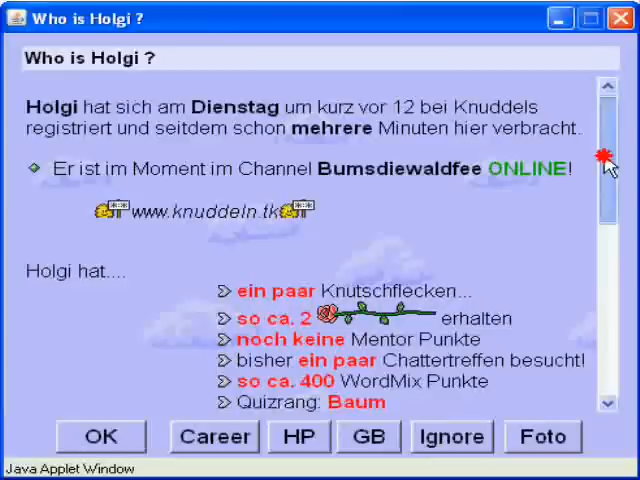 Who is Holgi ?
Who is Holgi ?
Holgi hat sich am Dienstag um kurz vor 12 bei Knuddels
registriert und seitdem schon mehrere Minuten hier verbracht.
Er ist im Moment im Channel Bumsdiewaldfee ONLINE!
www.knuddeln.tk
Holgi hat....
ein paar Knutschflecken...
so ca. 2 erhalten
noch keine Mentor Punkte
bisher ein paar Chattertreffen besucht!
so ca. 400 WordMix Punkte
Quizrang: Baum
OK Career HP GB Ignore Foto
Java Applet Window